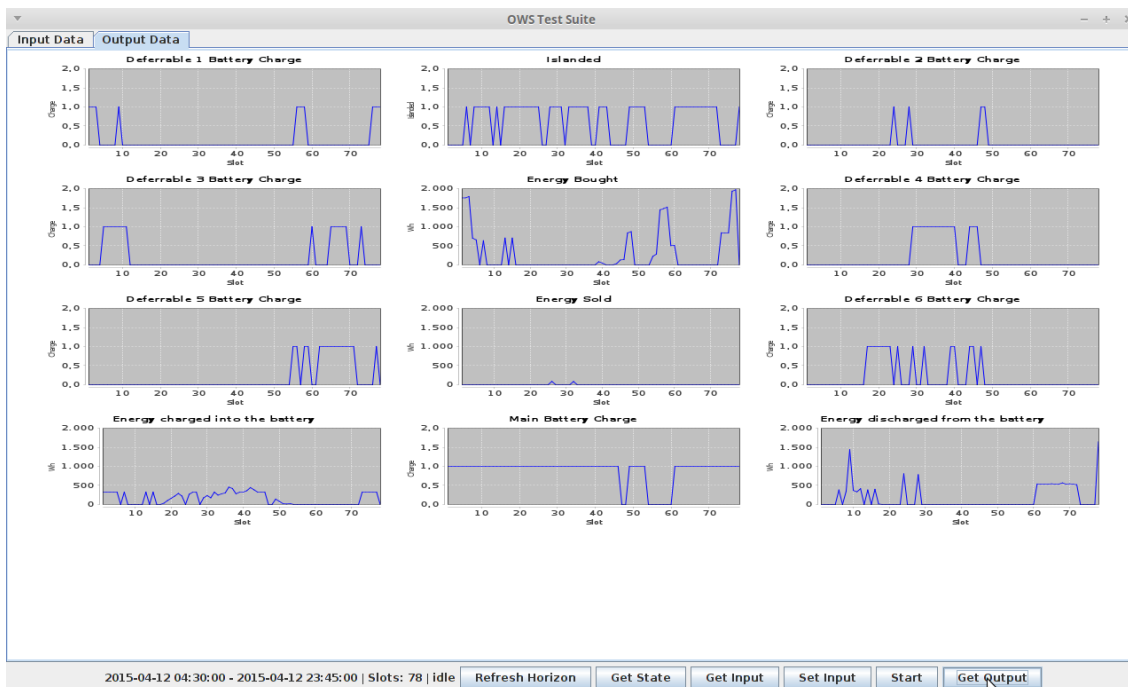 OWS Test Suite
Input Data Output Data
Deferrable 1 Battery Charge
2,0
1,5
1,0
0,5
0,0
Charge
10 20 30 40 50 60 70
Slot
Islanded
2,0
1,5
1,0
0,5
0,0
Islanded
10 20 30 40 50 60 70
Slot
Deferrable 2 Battery Charge
2,0
1,5
1,0
0,5
0,0
Charge
10 20 30 40 50 60 70
Slot
Deferrable 3 Battery Charge
2,0
1,5
1,0
0,5
0,0
Charge
10 20 30 40 50 60 70
Slot
Energy Bought
2.000
1.500
1.000
500
0
Wh
10 20 30 40 50 60 70
Slot
Deferrable 4 Battery Charge
2,0
1,5
1,0
0,5
0,0
Charge
10 20 30 40 50 60 70
Slot
Deferrable 5 Battery Charge
2,0
1,5
1,0
0,5
0,0
Charge
10 20 30 40 50 60 70
Slot
Energy Sold
2.000
1.500
1.000
500
0
Wh
10 20 30 40 50 60 70
Slot
Deferrable 6 Battery Charge
2,0
1,5
1,0
0,5
0,0
Charge
10 20 30 40 50 60 70
Slot
Energy charged into the battery
2.000
1.500
1.000
500
0
Wh
10 20 30 40 50 60 70
Slot
Main Battery Charge
2,0
1,5
1,0
0,5
0,0
Charge
10 20 30 40 50 60 70
Slot
Energy discharged from the battery
2.000
1.500
1.000
500
0
Wh
10 20 30 40 50 60 70
Slot
2015-04-12 04:30:00 - 2015-04-12 23:45:00 | Slots: 78 | idle Refresh Horizon Get State Get Input Set Input Start Get Output